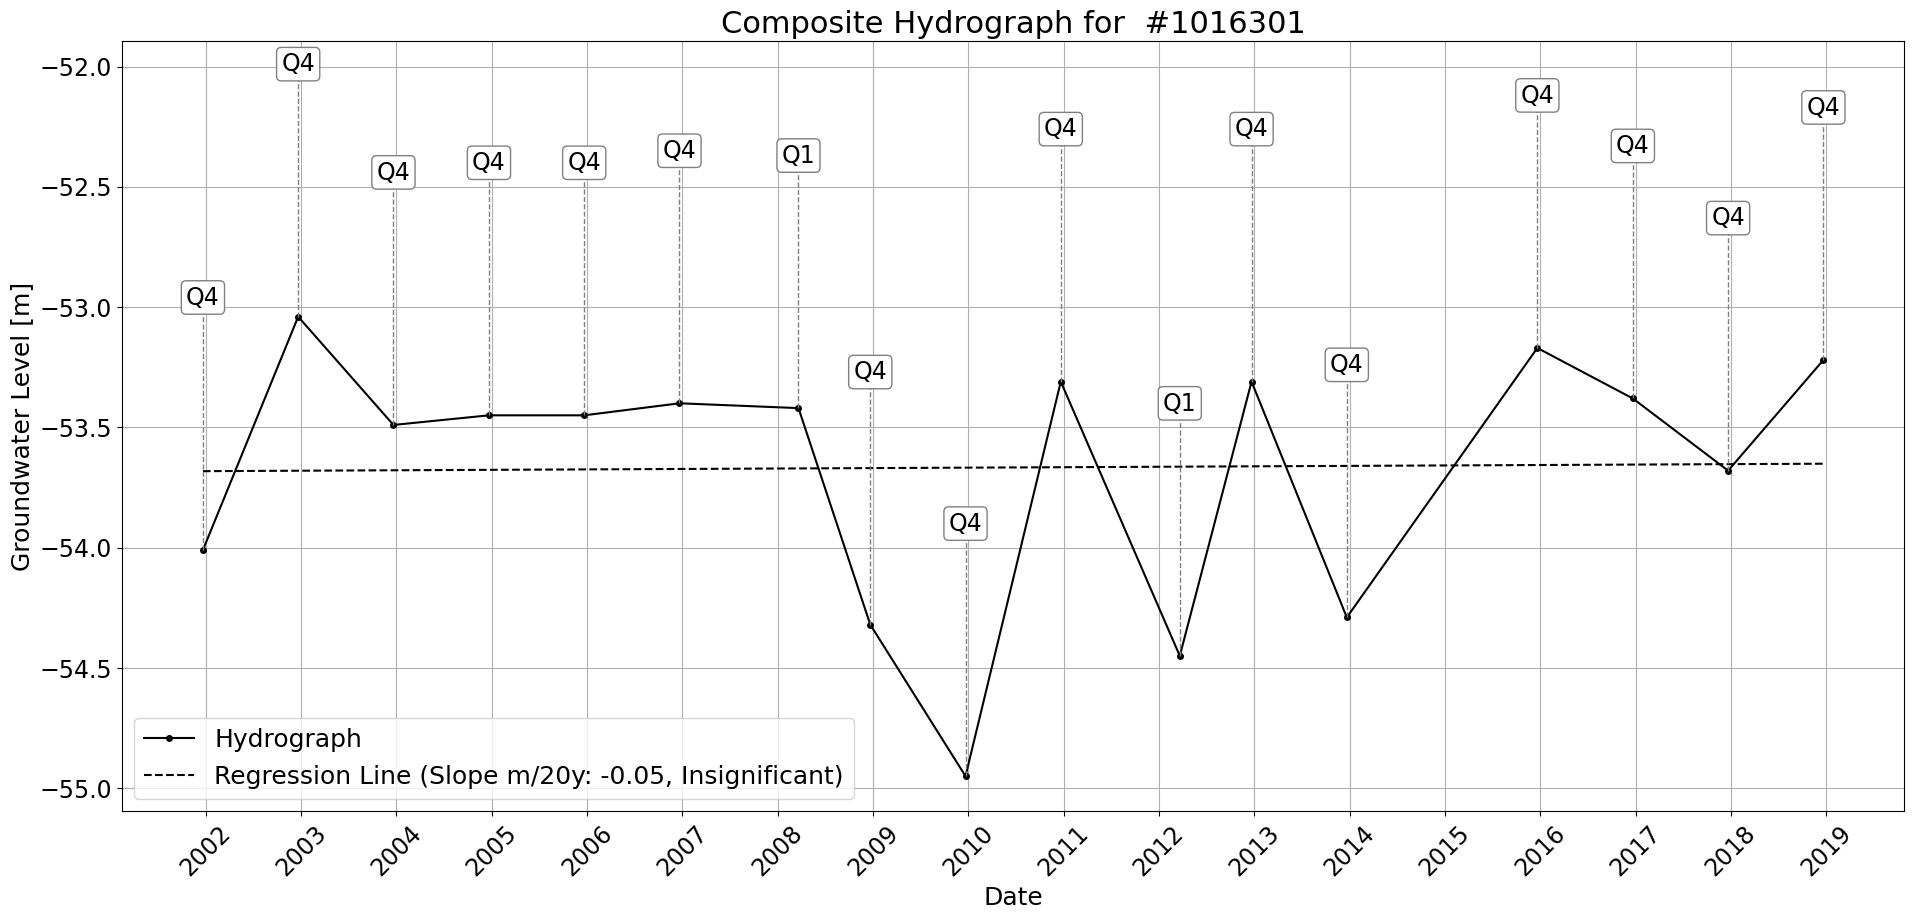 Composite Hydrograph for  #1016301
Groundwater Level [m]
−52.0
−52.5
−53.0
−53.5
−54.0
−54.5
−55.0
Q4
Q4
Q4
Q4
Q4
Q4
Q1
Q4
Q4
Q4
Q1
Q4
Q4
Q4
Q4
Q4
Q4
Hydrograph
Regression Line (Slope m/20y: -0.05, Insignificant)
2002
2003
2004
2005
2006
2007
2008
2009
2010
2011
2012
2013
2014
2015
2016
2017
2018
2019
Date